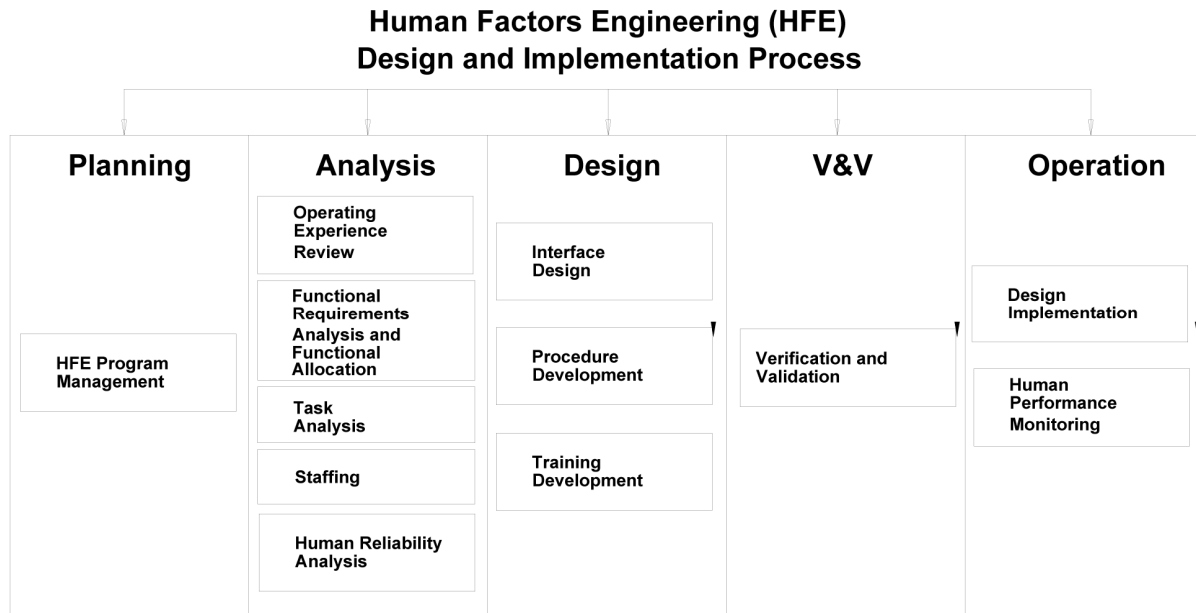 Human Factors Engineering (HFE)
Design and Implementation Process
Planning
HFE Program
Management
Analysis
Operating
Experience
Review
Functional
Requirements
Analysis and
Functional
Allocation
Task
Analysis
Staffing
Human Reliability
Analysis
Design
Interface
Design
Procedure
Development
Training
Development
V&V
Verification and
Validation
Operation
Design
Implementation
Human
Performance
Monitoring